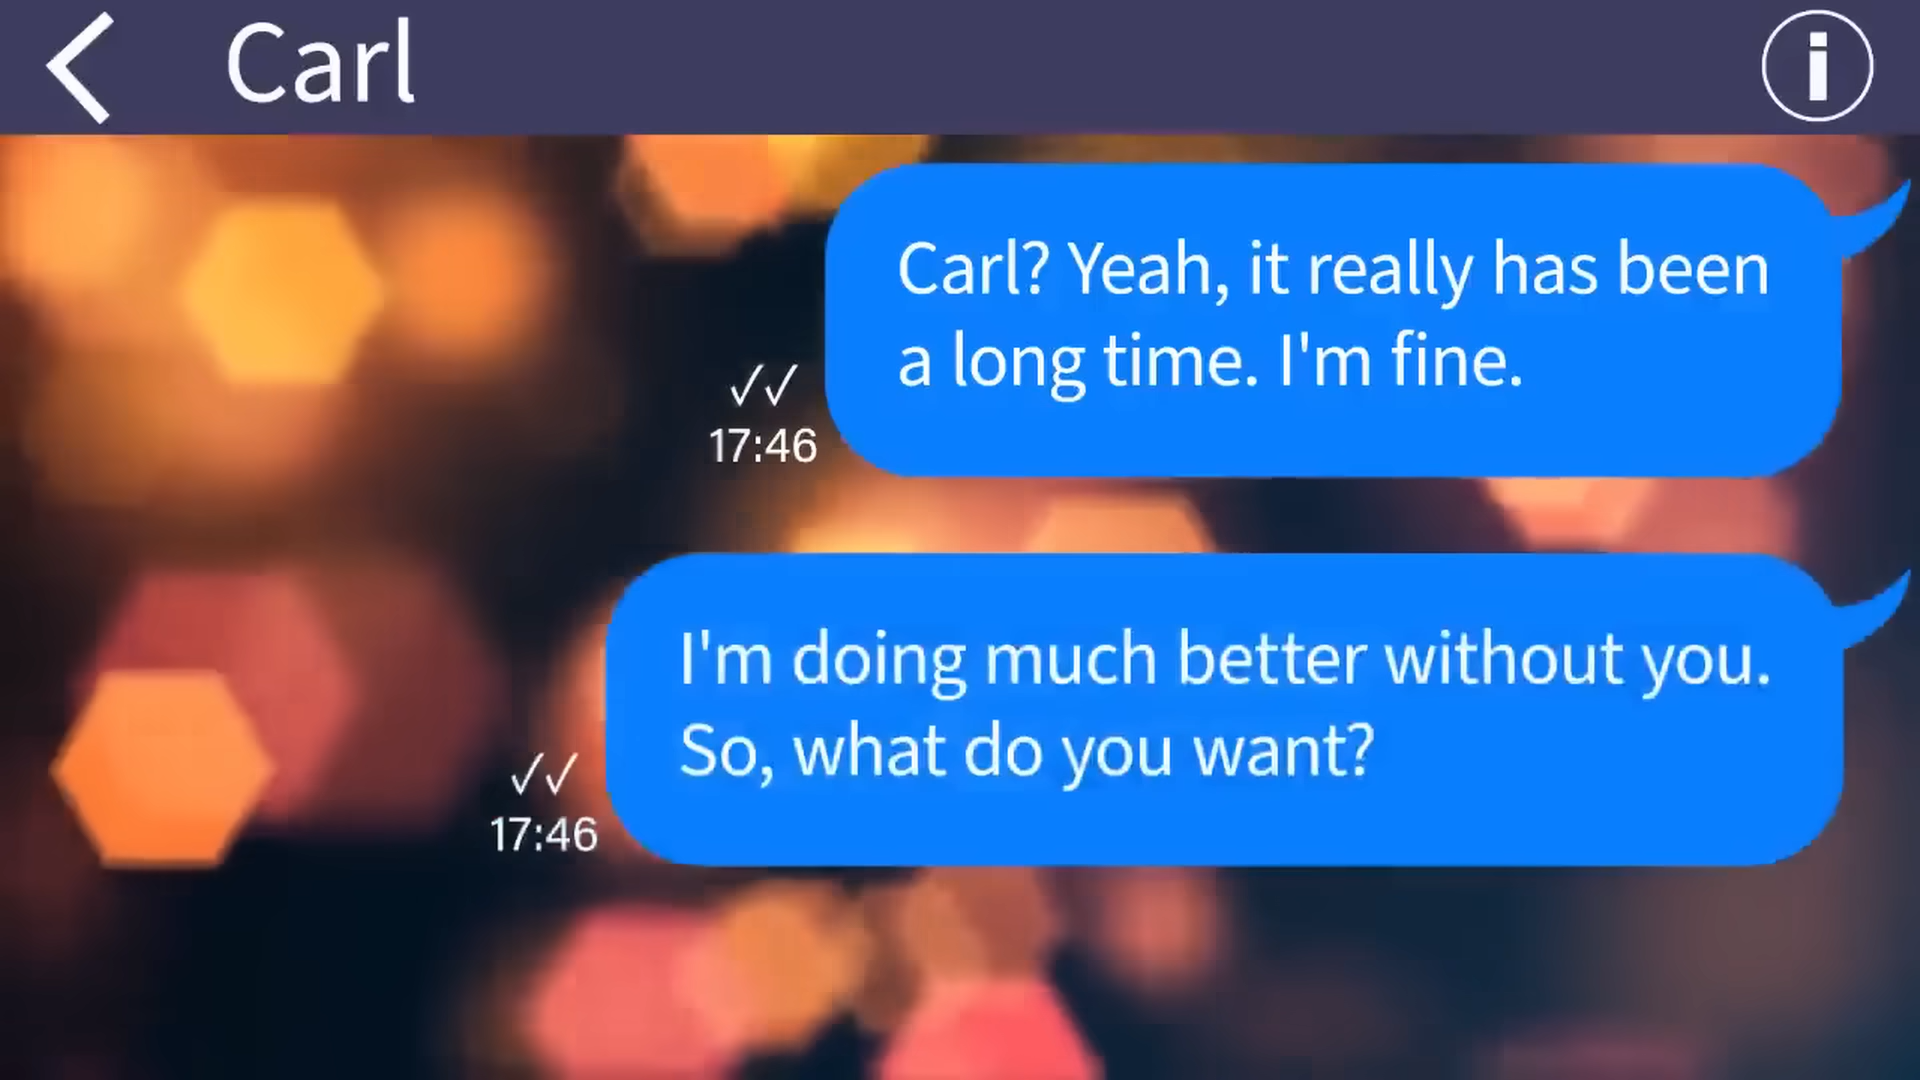 Carl
Carl? Yeah, it really has been
a long time. I'm fine.
17:46
I'm doing much better without you.
So, what do you want?
17:46